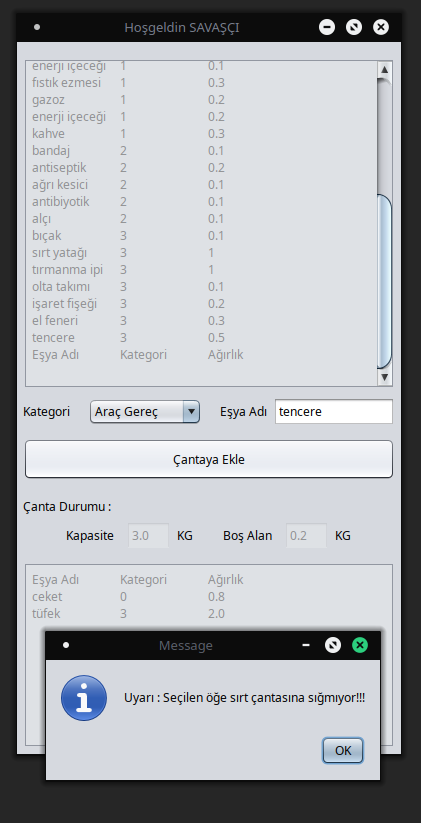 Hoşgeldin SAVAŞÇI
enerji içeceği 1 0.1
fıstık ezmesi 1 0.3
gazoz 1 0.2
enerji içeceği 1 0.2
kahve 1 0.3
bandaj 2 0.1
antiseptik 2 0.2
ağrı kesici 2 0.1
antibiyotik 2 0.1
alçı 2 0.1
bıçak 3 0.1
sırt yatağı 3 1
tırmanma ipi 3 1
olta takımı 3 0.1
işaret fişeği 3 0.2
el feneri 3 0.3
tencere 3 0.5
Eşya Adı Kategori Ağırlık
Kategori Araç Gereç Eşya Adı tencere
Çantaya Ekle
Çanta Durumu :
Kapasite 3.0 KG Boş Alan 0.2 KG
Eşya Adı Kategori Ağırlık
ceket 0 0.8
tüfek 3 2.0
Message
Uyarı : Seçilen öğe sırt çantasına sığmıyor!!!
OK